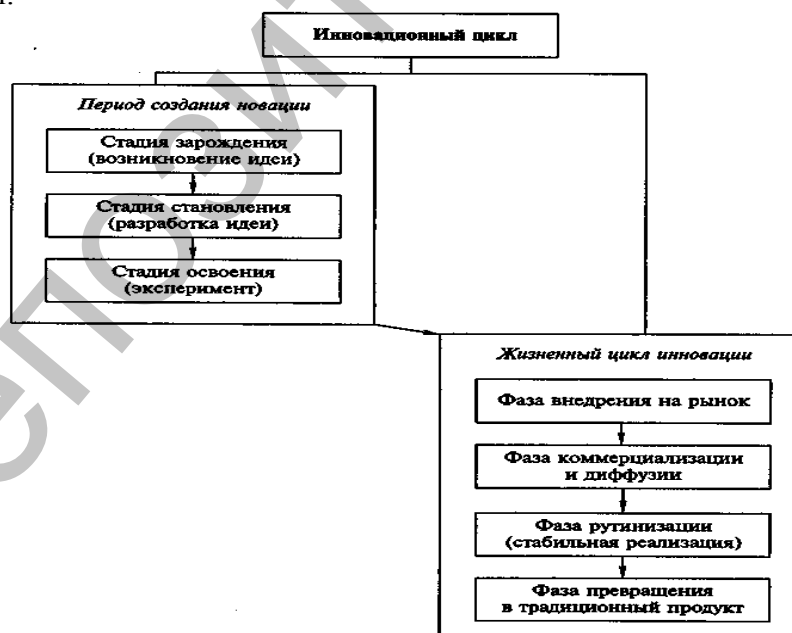 Инновационный цикл
Период создания новации
Стадия зарождения
(возникновение идеи)
Стадия становления
(разработка идеи)
Стадия освоения
(эксперимент)
Жизненный цикл инновации
Фаза внедрения на рынок
Фаза коммерциализации
и диффузии
Фаза рутинизации
(стабильная реализация)
Фаза превращения
в традиционный продукт